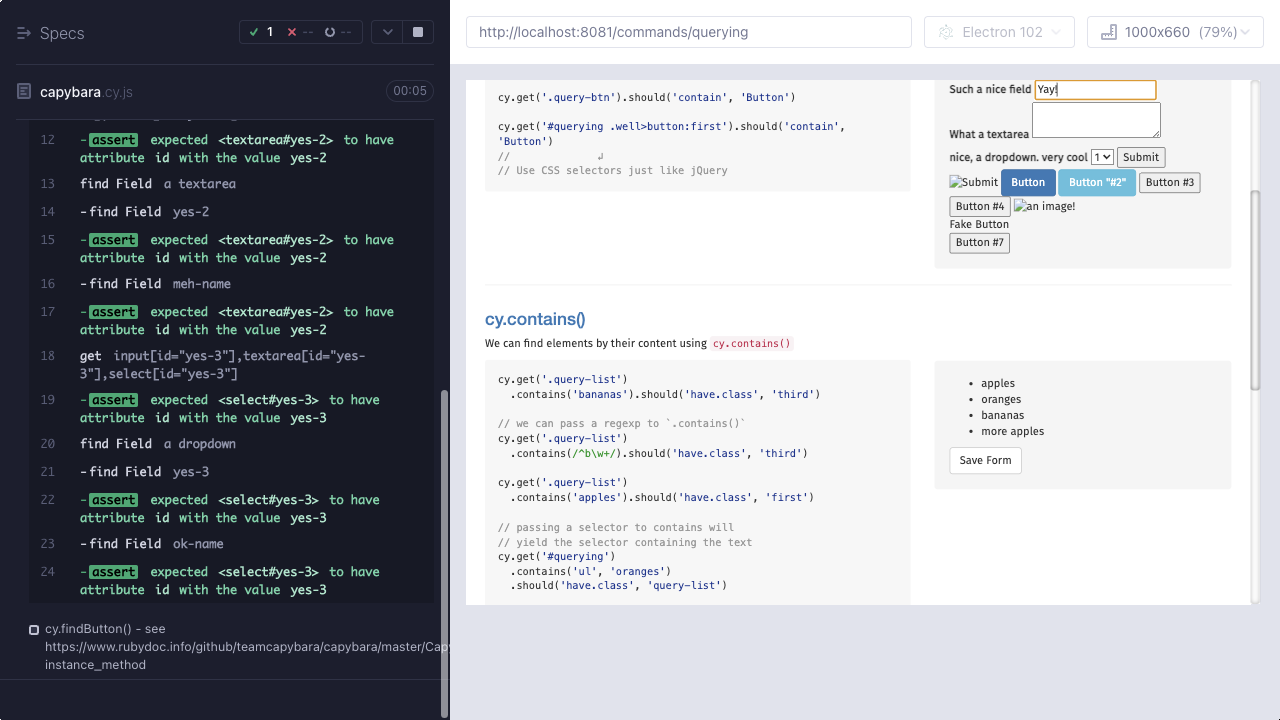 Specs
1
--
--
capybara.cy.js
00:05
12 -assert expected <textarea#yes-2> to have
attribute id with the value yes-2
13 find Field a textarea
14 -find Field yes-2
15 -assert expected <textarea#yes-2> to have
attribute id with the value yes-2
16 -find Field meh-name
17 -assert expected <textarea#yes-2> to have
attribute id with the value yes-2
18 get input[id="yes-3"],textarea[id="yes-
3"],select[id="yes-3"]
19 -assert expected <select#yes-3> to have
attribute id with the value yes-3
20 find Field a dropdown
21 -find Field yes-3
22 -assert expected <select#yes-3> to have
attribute id with the value yes-3
23 -find Field ok-name
24 -assert expected <select#yes-3> to have
attribute id with the value yes-3
cy.findButton() - see
https://www.rubydoc.info/github/teamcapybara/capybara/master/Capy
instance_method
http://localhost:8081/commands/querying
Electron 102
1000x660 (79%)
cy.get('.query-btn').should('contain', 'Button')
cy.get('#querying .well>button:first').should('contain',
'Button')
// ↲
// Use CSS selectors just like jQuery
Such a nice field Yay!
What a textarea
nice, a dropdown. very cool 1 Submit
Submit Button Button "#2" Button #3
Button #4 an image!
Fake Button
Button #7
cy.contains()
We can find elements by their content using cy.contains()
cy.get('.query-list')
.contains('bananas').should('have.class', 'third')
// we can pass a regexp to `.contains()`
cy.get('.query-list')
.contains(/^b\w+/).should('have.class', 'third')
cy.get('.query-list')
.contains('apples').should('have.class', 'first')
// passing a selector to contains will
// yield the selector containing the text
cy.get('#querying')
.contains('ul', 'oranges')
.should('have.class', 'query-list')
apples
oranges
bananas
more apples
Save Form